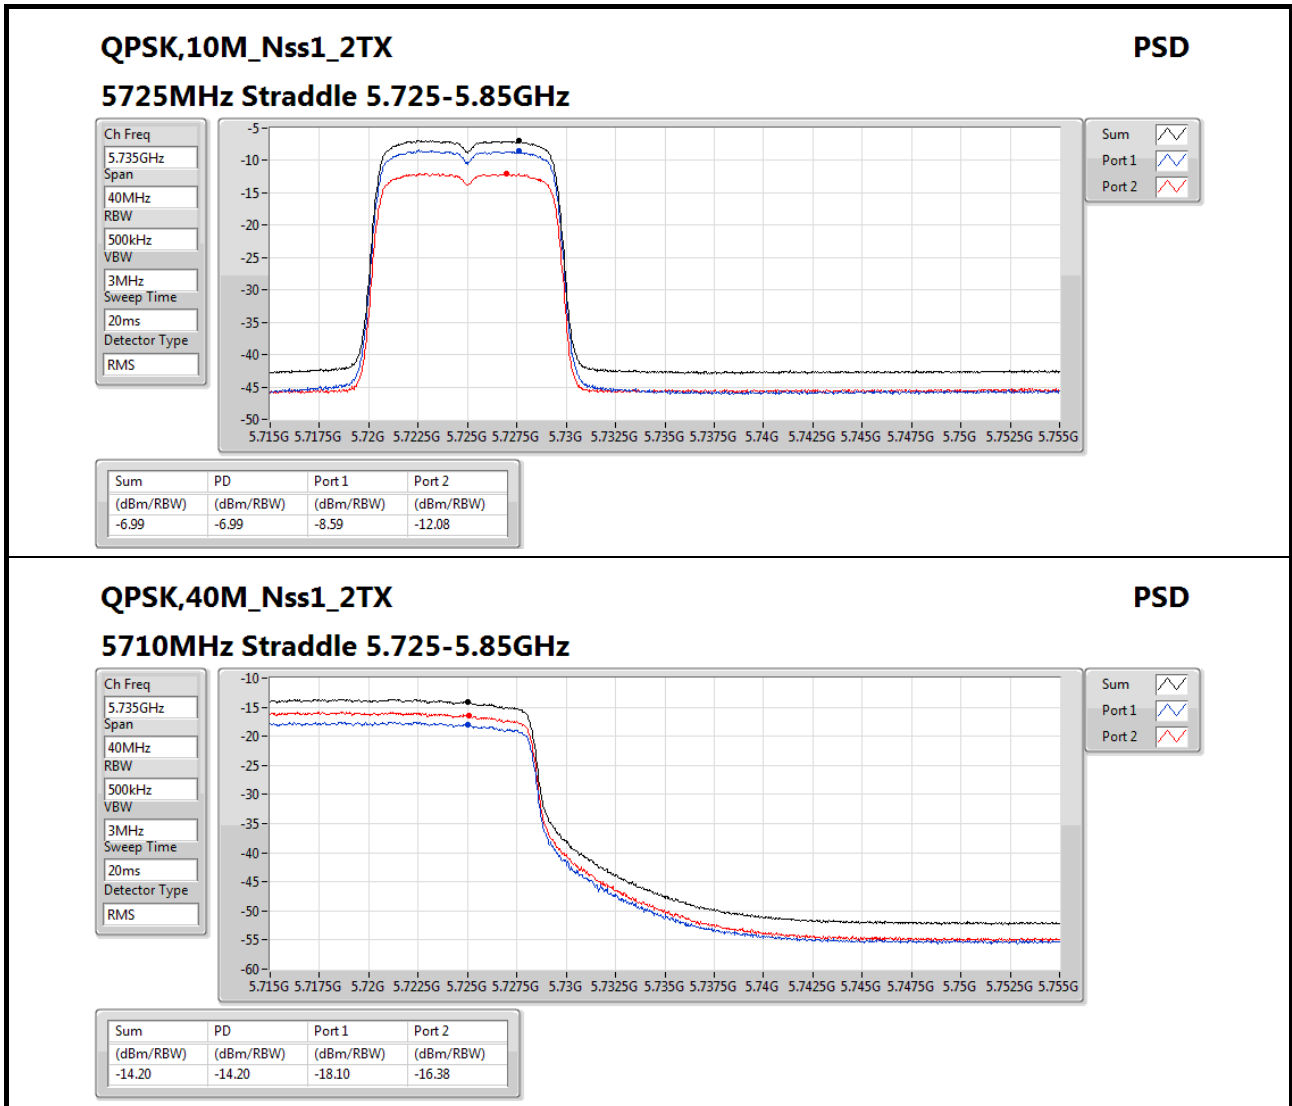 QPSK,10M_Nss1_2TX PSD
5725MHz Straddle 5.725-5.85GHz
Ch Freq
5.735GHz
Span
40MHz
RBW
500kHz
VBW
3MHz
Sweep Time
20ms
Detector Type
RMS
-5
-10
-15
-20
-25
-30
-35
-40
-45
-50
5.715G 5.7175G 5.72G 5.7225G 5.725G 5.7275G 5.73G 5.7325G 5.735G 5.7375G 5.74G 5.7425G 5.745G 5.7475G 5.75G 5.7525G 5.755G
Sum
Port 1
Port 2
Sum PD Port 1 Port 2
(dBm/RBW) (dBm/RBW) (dBm/RBW) (dBm/RBW)
-6.99 -6.99 -8.59 -12.08
QPSK,40M_Nss1_2TX PSD
5710MHz Straddle 5.725-5.85GHz
Ch Freq
5.735GHz
Span
40MHz
RBW
500kHz
VBW
3MHz
Sweep Time
20ms
Detector Type
RMS
-10
-15
-20
-25
-30
-35
-40
-45
-50
-55
-60
5.715G 5.7175G 5.72G 5.7225G 5.725G 5.7275G 5.73G 5.7325G 5.735G 5.7375G 5.74G 5.7425G 5.745G 5.7475G 5.75G 5.7525G 5.755G
Sum
Port 1
Port 2
Sum PD Port 1 Port 2
(dBm/RBW) (dBm/RBW) (dBm/RBW) (dBm/RBW)
-14.20 -14.20 -18.10 -16.38